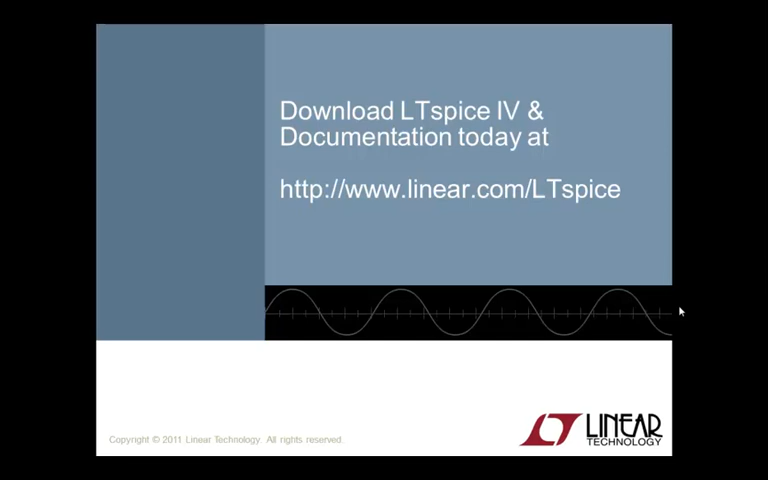 Download LTspice IV &
Documentation today at
http://www.linear.com/LTspice
Copyright © 2011 Linear Technology. All rights reserved.
LINEAR
TECHNOLOGY